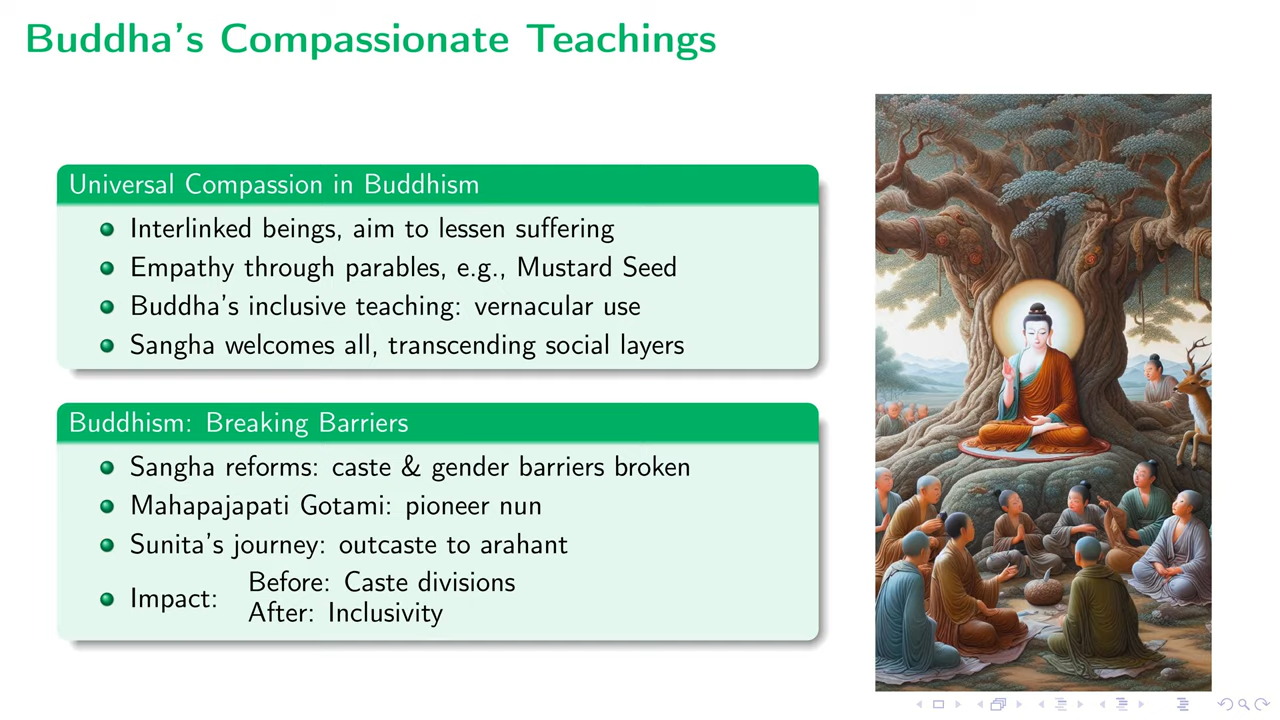 Buddha's Compassionate Teachings
Universal Compassion in Buddhism
Interlinked beings, aim to lessen suffering
Empathy through parables, e.g., Mustard Seed
Buddha's inclusive teaching: vernacular use
Sangha welcomes all, transcending social layers
Buddhism: Breaking Barriers
Sangha reforms: caste & gender barriers broken
Mahapajapati Gotami: pioneer nun
Sunita's journey: outcaste to arahant
Impact:
Before: Caste divisions
After: Inclusivity